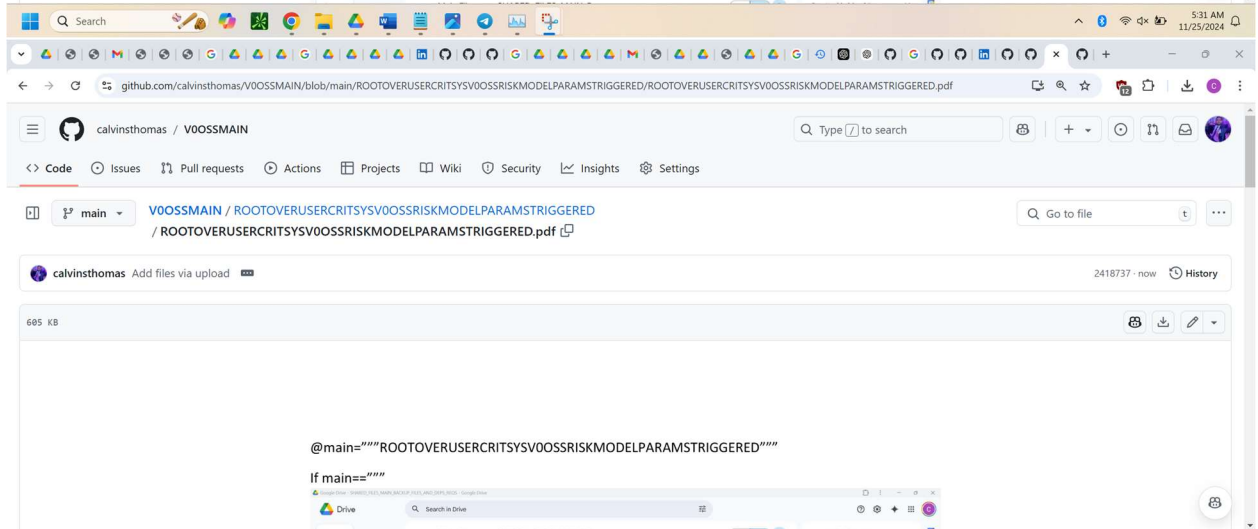 Search
5:31 AM
11/25/2024
github.com/calvinsthomas/V0OSSMAIN/blob/main/ROOTOVERUSERCRITSYSV0OSSRISKMODELPARAMSTRIGGERED/ROOTOVERUSERCRITSYSV0OSSRISKMODELPARAMSTRIGGERED.pdf
12
calvinsthomas / V0OSSMAIN
Type / to search
Code Issues Pull requests Actions Projects Wiki Security Insights Settings
main
V0OSSMAIN / ROOTOVERUSERCRITSYSV0OSSRISKMODELPARAMSTRIGGERED
/ ROOTOVERUSERCRITSYSV0OSSRISKMODELPARAMSTRIGGERED.pdf
Go to file t
calvinsthomas Add files via upload
2418737 · now History
605 KB
@main="""ROOTOVERUSERCRITSYSV0OSSRISKMODELPARAMSTRIGGERED"""
If main=="""
Drive
Search in Drive